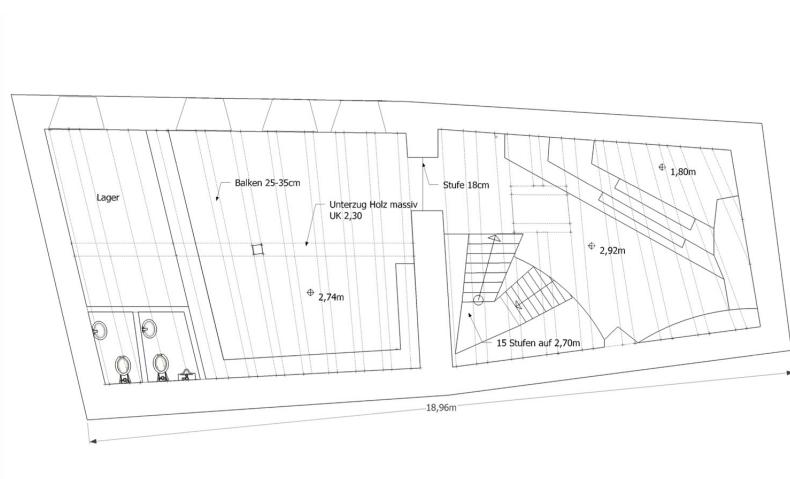 Lager
Balken 25-35cm
Unterzug Holz massiv
UK 2,30
Stufe 18cm
1,80m
2,92m
2,74m
15 Stufen auf 2,70m
18,96m